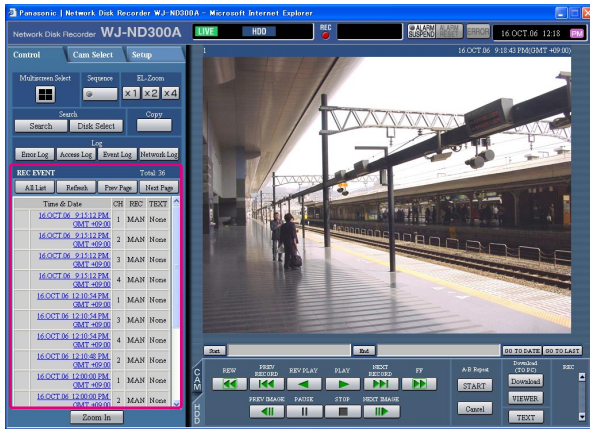 Panasonic | Network Disk Recorder WJ-ND300A - Microsoft Internet Explorer
Network Disk Recorder WJ-ND300A
LIVE HDD REC ALARM SUSPEND ALARM RESET ERROR 16.OCT.06 12:18 PM
Control Cam Select Setup
Multiscreen Select Sequence EL-Zoom
x1 x2 x4
Search Copy
Search Disk Select
Log
Error Log Access Log Event Log Network Log
REC EVENT Total: 36
All List Refresh Prev Page Next Page
Time & Date CH REC TEXT
16.OCT.06 9:15:12 PM
GMT +09:00 1 MAN None
16.OCT.06 9:15:12 PM
GMT +09:00 2 MAN None
16.OCT.06 9:15:12 PM
GMT +09:00 3 MAN None
16.OCT.06 9:15:12 PM
GMT +09:00 4 MAN None
16.OCT.06 12:10:54 PM
GMT +09:00 1 MAN None
16.OCT.06 12:10:54 PM
GMT +09:00 3 MAN None
16.OCT.06 12:10:54 PM
GMT +09:00 4 MAN None
16.OCT.06 12:10:48 PM
GMT +09:00 2 MAN None
16.OCT.06 12:00:00 PM
GMT +09:00 1 MAN None
16.OCT.06 12:00:00 PM
GMT +09:00 2 MAN None
Zoom In
1 16.OCT.06 9:18:43 PM(GMT +09:00)
Start End GO TO DATE GO TO LAST
CAM
HDD
REW PREV RECORD REV PLAY PLAY NEXT RECORD FF
PREV IMAGE PAUSE STOP NEXT IMAGE
A-B Repeat
START
Cancel
Download (TO PC)
Download
VIEWER
TEXT
REC